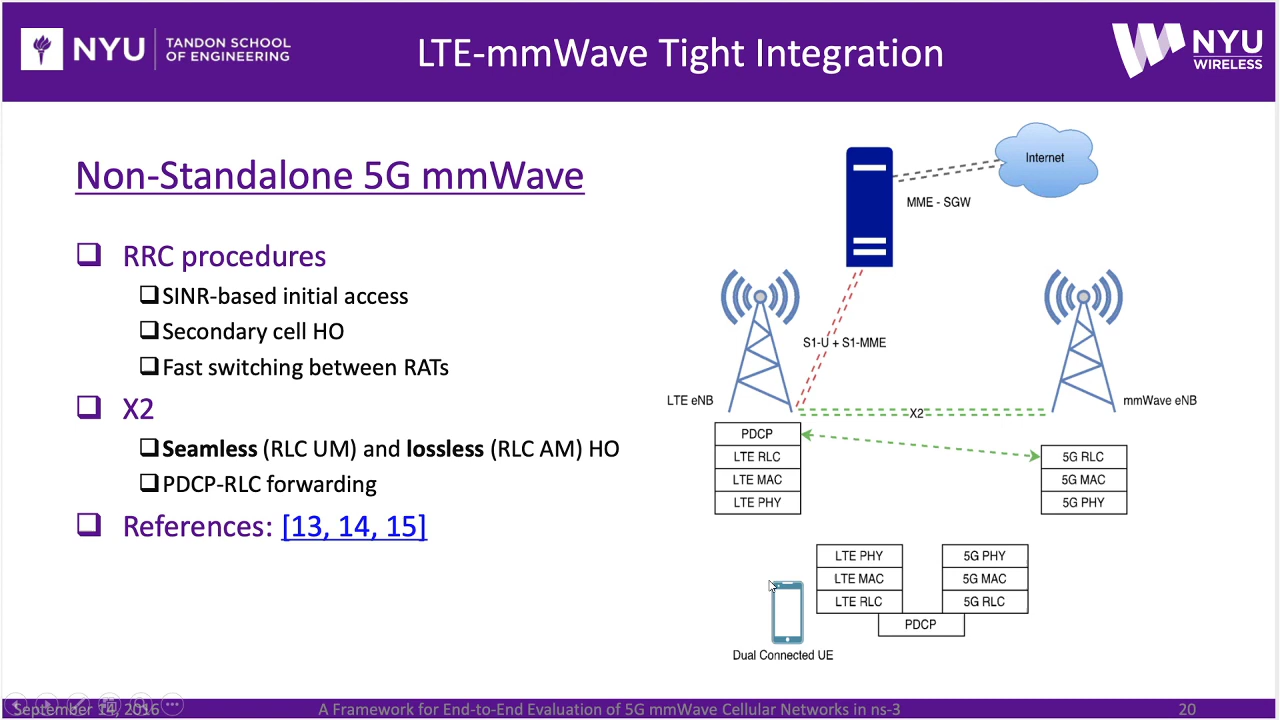 NYU
TANDON SCHOOL
OF ENGINEERING
LTE-mmWave Tight Integration
NYU
WIRELESS
Non-Standalone 5G mmWave
RRC procedures
SINR-based initial access
Secondary cell HO
Fast switching between RATs
X2
Seamless (RLC UM) and lossless (RLC AM) HO
PDCP-RLC forwarding
References: [13, 14, 15]
Internet
MME - SGW
S1-U + S1-MME
LTE eNB
X2
mmWave eNB
PDCP
LTE RLC
LTE MAC
LTE PHY
5G RLC
5G MAC
5G PHY
LTE PHY
LTE MAC
LTE RLC
5G PHY
5G MAC
5G RLC
PDCP
Dual Connected UE
September 14, 2016
A Framework for End-to-End Evaluation of 5G mmWave Cellular Networks in ns-3
20